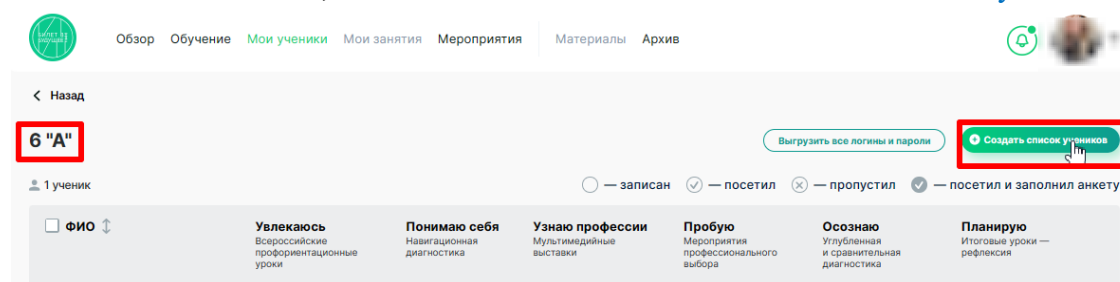 БИЛЕТ В
БУДУЩЕЕ
Обзор Обучение Мои ученики Мои занятия Мероприятия Материалы Архив
Назад
6 "А"
Выгрузить все логины и пароли
Создать список учеников
1 ученик
— записан — посетил — пропустил — посетил и заполнил анкету
ФИО
Увлекаюсь
Всероссийские
профориентационные
уроки
Понимаю себя
Навигационная
диагностика
Узнаю профессии
Мультимедийные
выставки
Пробую
Мероприятия
профессионального
выбора
Осознаю
Углубленная
и сравнительная
диагностика
Планирую
Итоговые уроки —
рефлексия